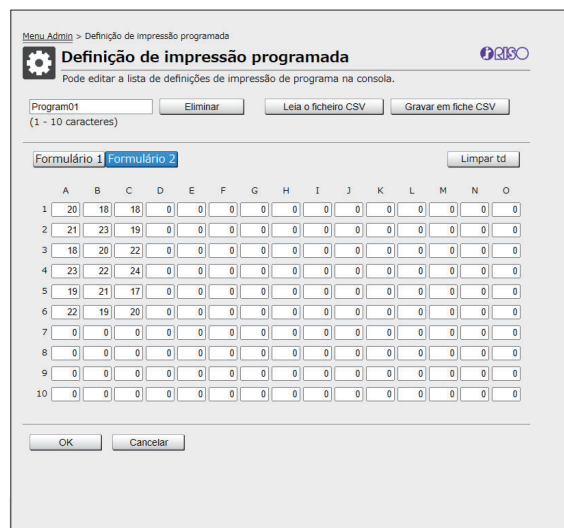 Menu Admin > Definição de impressão programada
Definição de impressão programada
RISO
Pode editar a lista de definições de impressão de programa na consola.
Program01 Eliminar Leia o ficheiro CSV Gravar em fiche CSV
(1 - 10 caracteres)
Formulário 1 Formulário 2 Limpar td
A B C D E F G H I J K L M N O
1 20 18 18 0 0 0 0 0 0 0 0 0 0 0 0
2 21 23 19 0 0 0 0 0 0 0 0 0 0 0 0
3 18 20 22 0 0 0 0 0 0 0 0 0 0 0 0
4 23 22 24 0 0 0 0 0 0 0 0 0 0 0 0
5 19 21 17 0 0 0 0 0 0 0 0 0 0 0 0
6 22 19 20 0 0 0 0 0 0 0 0 0 0 0 0
7 0 0 0 0 0 0 0 0 0 0 0 0 0 0 0
8 0 0 0 0 0 0 0 0 0 0 0 0 0 0 0
9 0 0 0 0 0 0 0 0 0 0 0 0 0 0 0
10 0 0 0 0 0 0 0 0 0 0 0 0 0 0 0
OK Cancelar